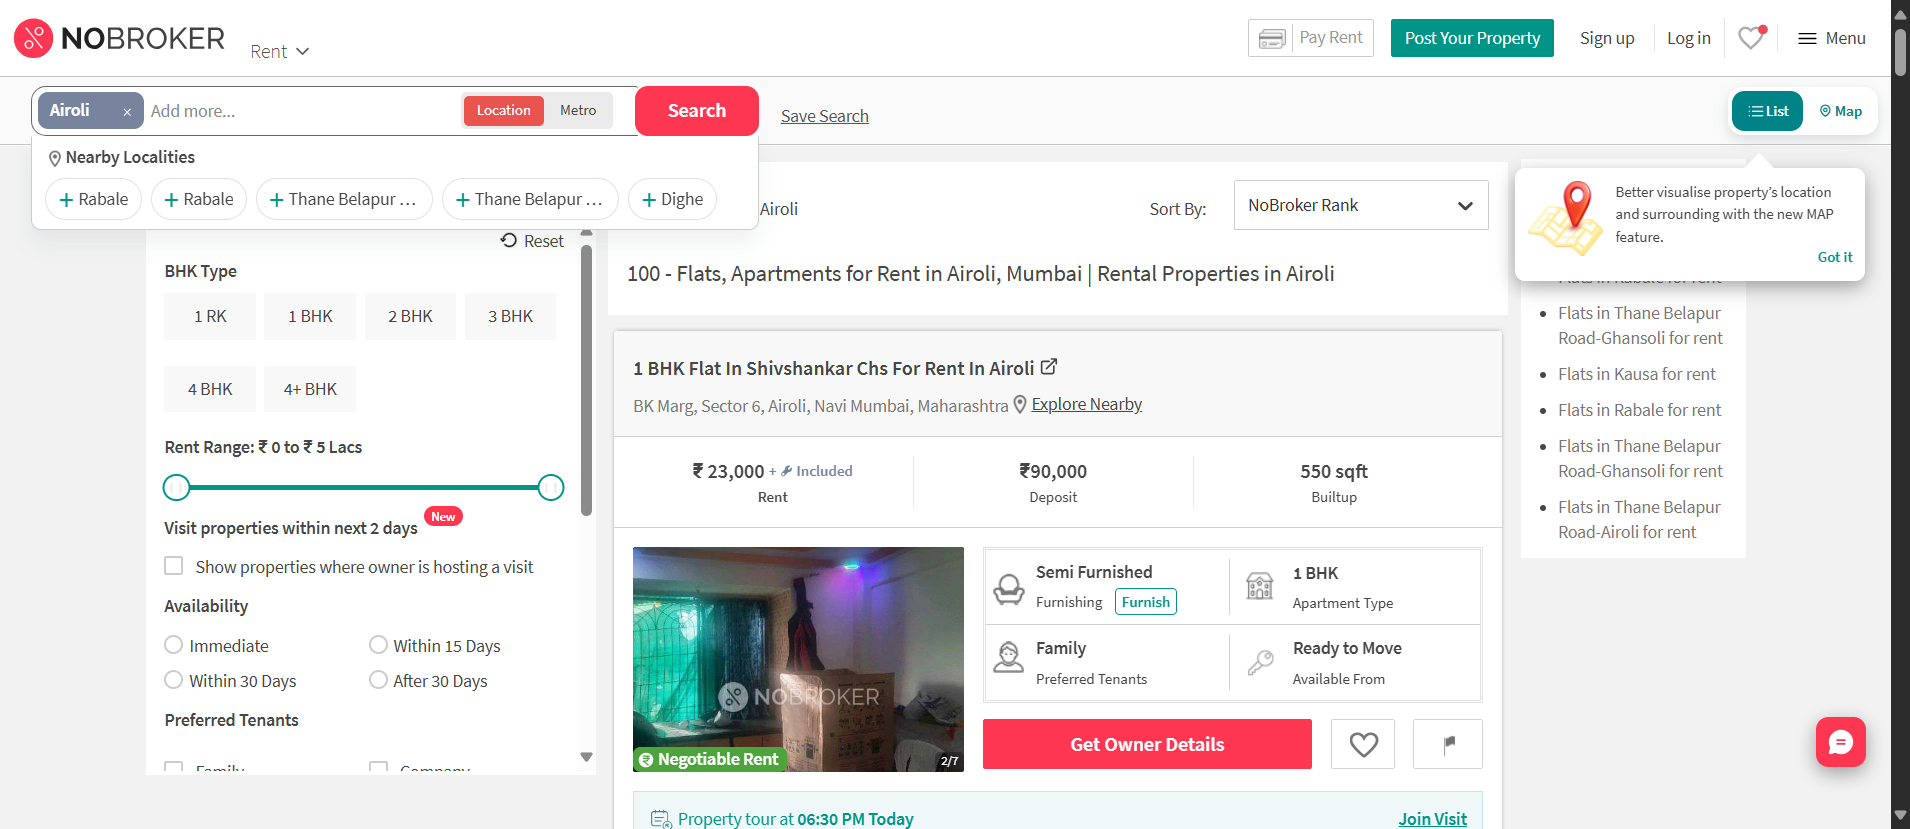 NOBROKER
Rent
Pay Rent
Post Your Property
Sign up
Log in
Menu
Airoli ×
Add more...
Location
Metro
Search
Save Search
List
Map
Nearby Localities
+ Rabale
+ Rabale
+ Thane Belapur ...
+ Thane Belapur ...
+ Dighe
Airoli
Sort By:
NoBroker Rank
Better visualise property's location
and surrounding with the new MAP
feature.
Got it
Reset
BHK Type
1 RK
1 BHK
2 BHK
3 BHK
4 BHK
4+ BHK
Rent Range: ₹ 0 to ₹ 5 Lacs
Visit properties within next 2 days
New
Show properties where owner is hosting a visit
Availability
Immediate
Within 15 Days
Within 30 Days
After 30 Days
Preferred Tenants
Family
Company
100 - Flats, Apartments for Rent in Airoli, Mumbai | Rental Properties in Airoli
1 BHK Flat In Shivshankar Chs For Rent In Airoli
BK Marg, Sector 6, Airoli, Navi Mumbai, Maharashtra
Explore Nearby
₹ 23,000 + Included
Rent
₹90,000
Deposit
550 sqft
Builtup
NOBROKER
Negotiable Rent
2/7
Semi Furnished
Furnishing
Furnish
1 BHK
Apartment Type
Family
Preferred Tenants
Ready to Move
Available From
Get Owner Details
Property tour at 06:30 PM Today
Join Visit
Flats in Rabale for rent
Flats in Thane Belapur
Road-Ghansoli for rent
Flats in Kausa for rent
Flats in Rabale for rent
Flats in Thane Belapur
Road-Ghansoli for rent
Flats in Thane Belapur
Road-Airoli for rent